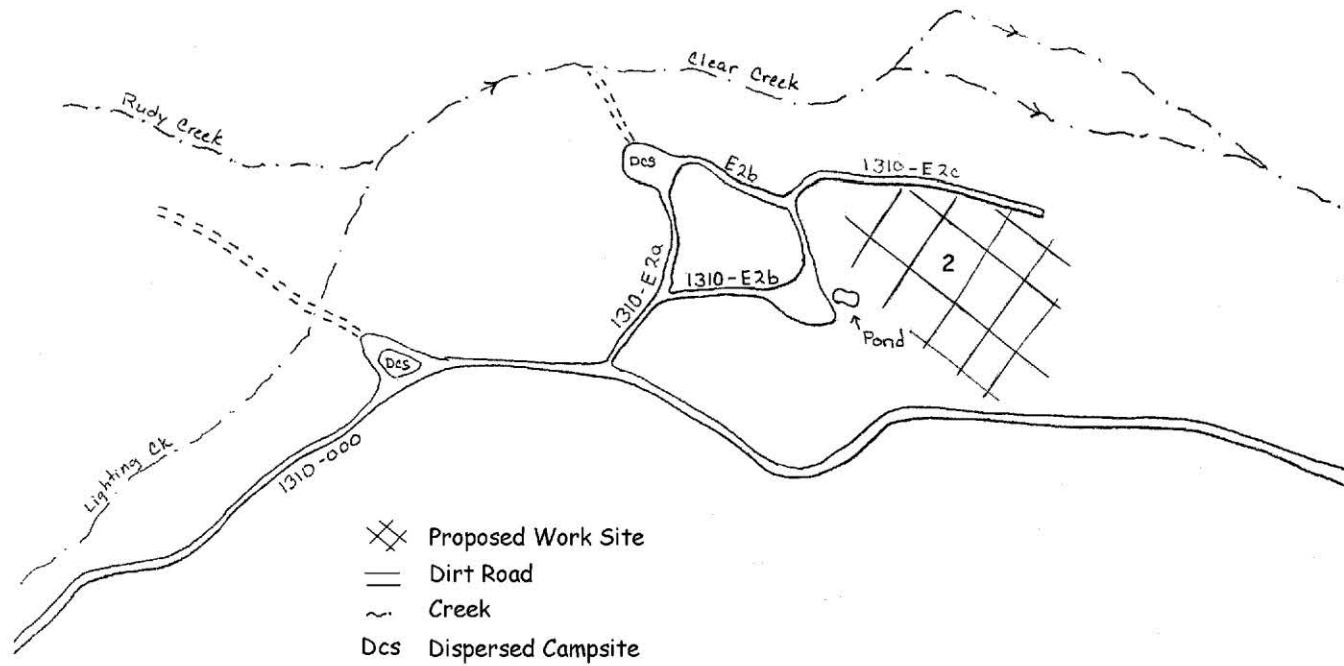 Clear Creek
Rudy Creek
Dcs
E2b
1310-E2c
1310-E2a
1310-E2b
2
Pond
Dcs
Lighting Ck
1310-000
Proposed Work Site
Dirt Road
Creek
Dcs Dispersed Campsite